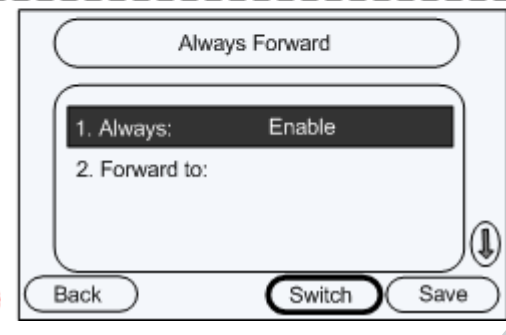 Always Forward
1. Always: Enable
2. Forward to:
Back Switch Save